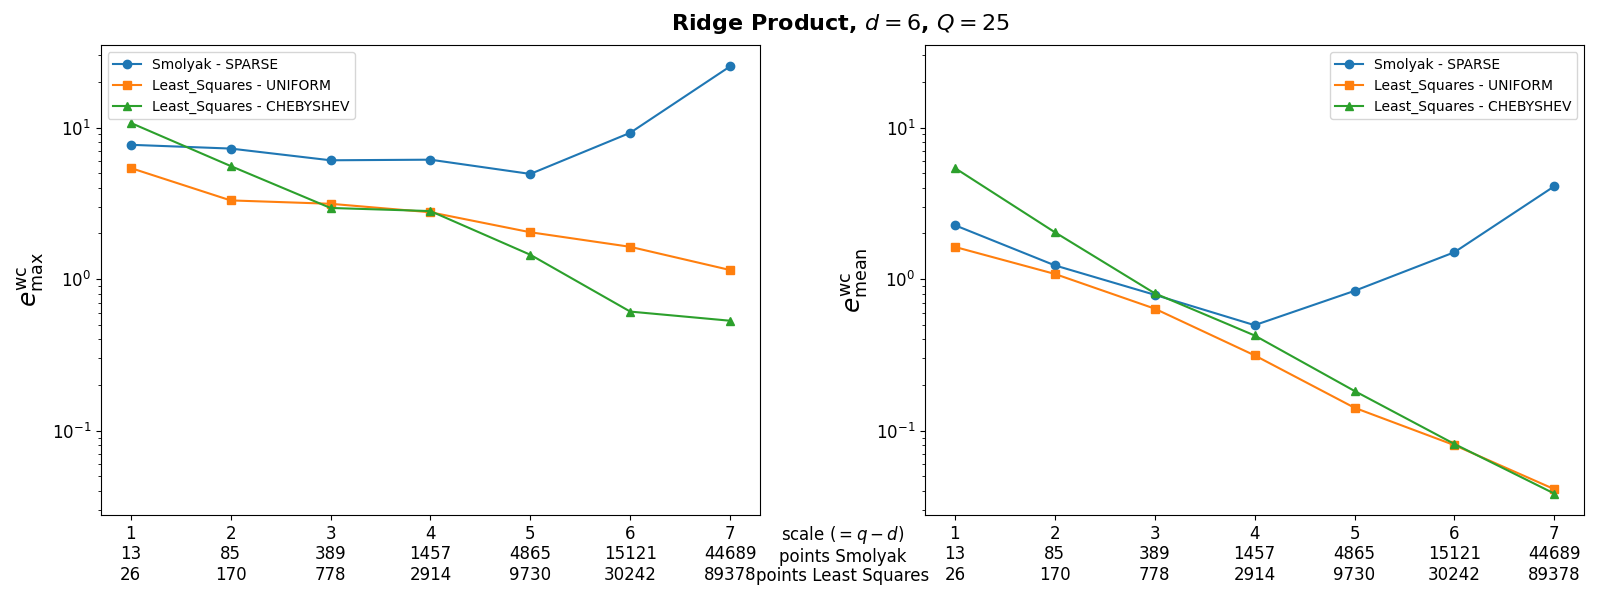 Ridge Product, d = 6, Q = 25
Smolyak - SPARSE
Least_Squares - UNIFORM
Least_Squares - CHEBYSHEV
10¹
10⁰
10⁻¹
e^wc_max
1 2 3 4 5 6 7
13 85 389 1457 4865 15121 44689
26 170 778 2914 9730 30242 89378
scale (= q − d)
points Smolyak
points Least Squares
Smolyak - SPARSE
Least_Squares - UNIFORM
Least_Squares - CHEBYSHEV
10¹
10⁰
10⁻¹
e^wc_mean
1 2 3 4 5 6 7
13 85 389 1457 4865 15121 44689
26 170 778 2914 9730 30242 89378